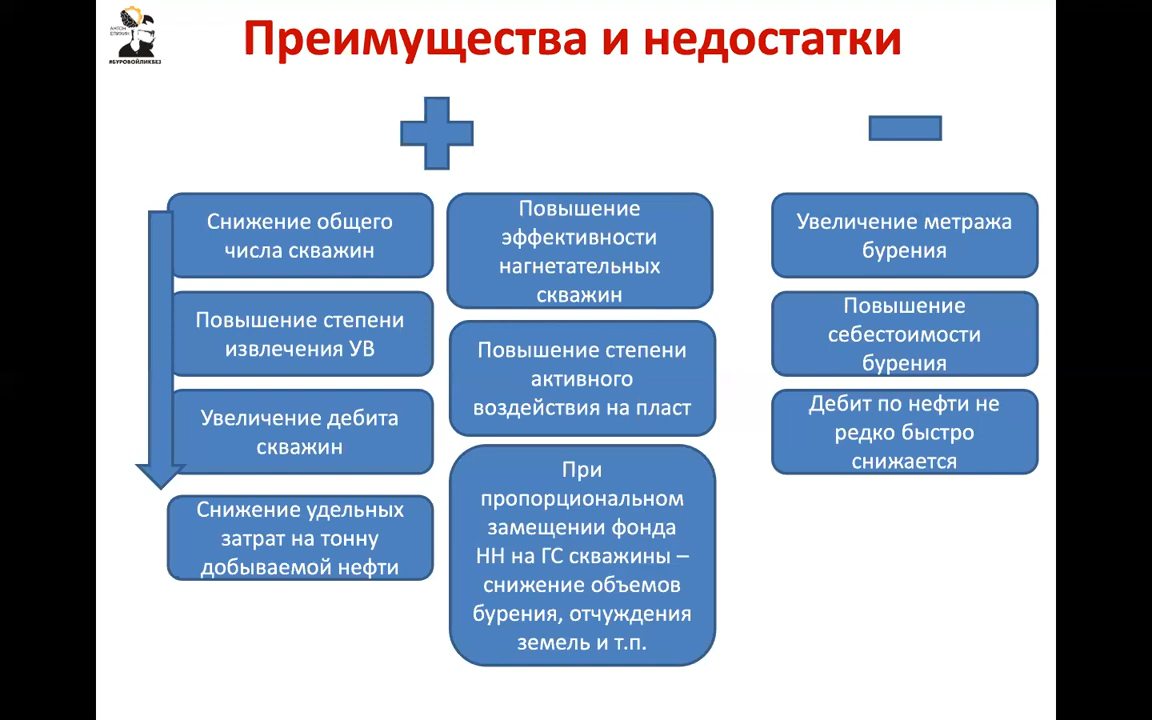 АНТОН
ЕПИХИН
#БУРОВОЙЛИКБЕЗ
Преимущества и недостатки
Снижение общего
числа скважин
Повышение степени
извлечения УВ
Увеличение дебита
скважин
Снижение удельных
затрат на тонну
добываемой нефти
Повышение
эффективности
нагнетательных
скважин
Повышение степени
активного
воздействия на пласт
При
пропорциональном
замещении фонда
НН на ГС скважины –
снижение объемов
бурения, отчуждения
земель и т.п.
Увеличение метража
бурения
Повышение
себестоимости
бурения
Дебит по нефти не
редко быстро
снижается